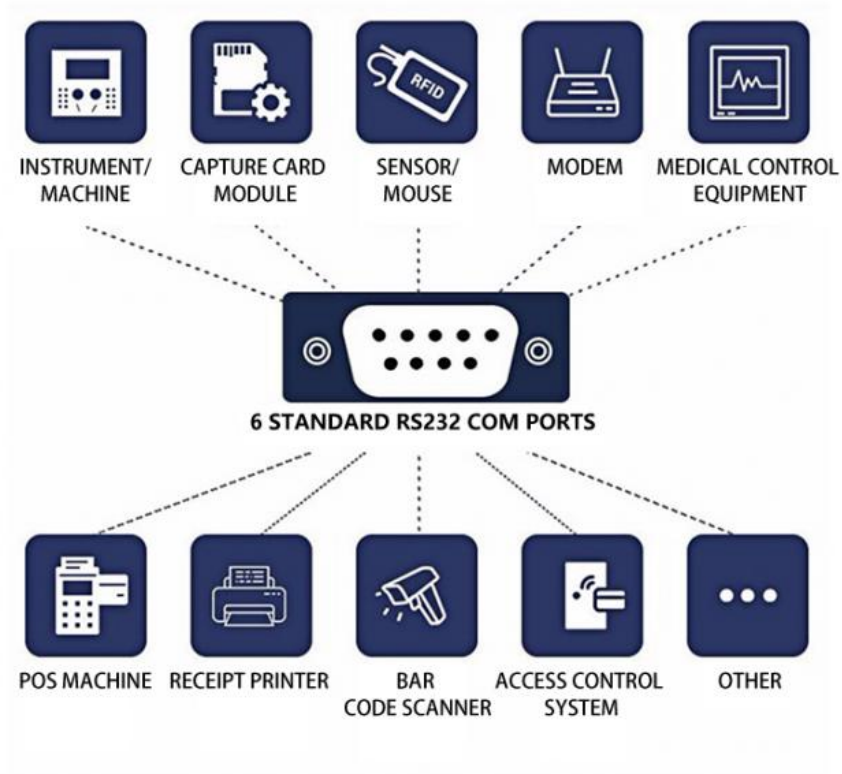 RFID
INSTRUMENT/
MACHINE
CAPTURE CARD
MODULE
SENSOR/
MOUSE
MODEM
MEDICAL CONTROL
EQUIPMENT
6 STANDARD RS232 COM PORTS
POS MACHINE
RECEIPT PRINTER
BAR
CODE SCANNER
ACCESS CONTROL
SYSTEM
OTHER